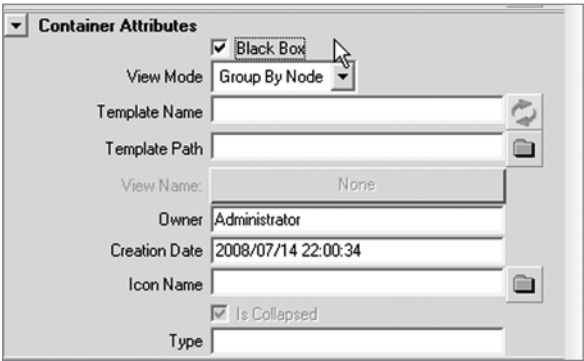 Container Attributes
Black Box
View Mode Group By Node
Template Name
Template Path
View Name: None
Owner Administrator
Creation Date 2008/07/14 22:00:34
Icon Name
Is Collapsed
Type